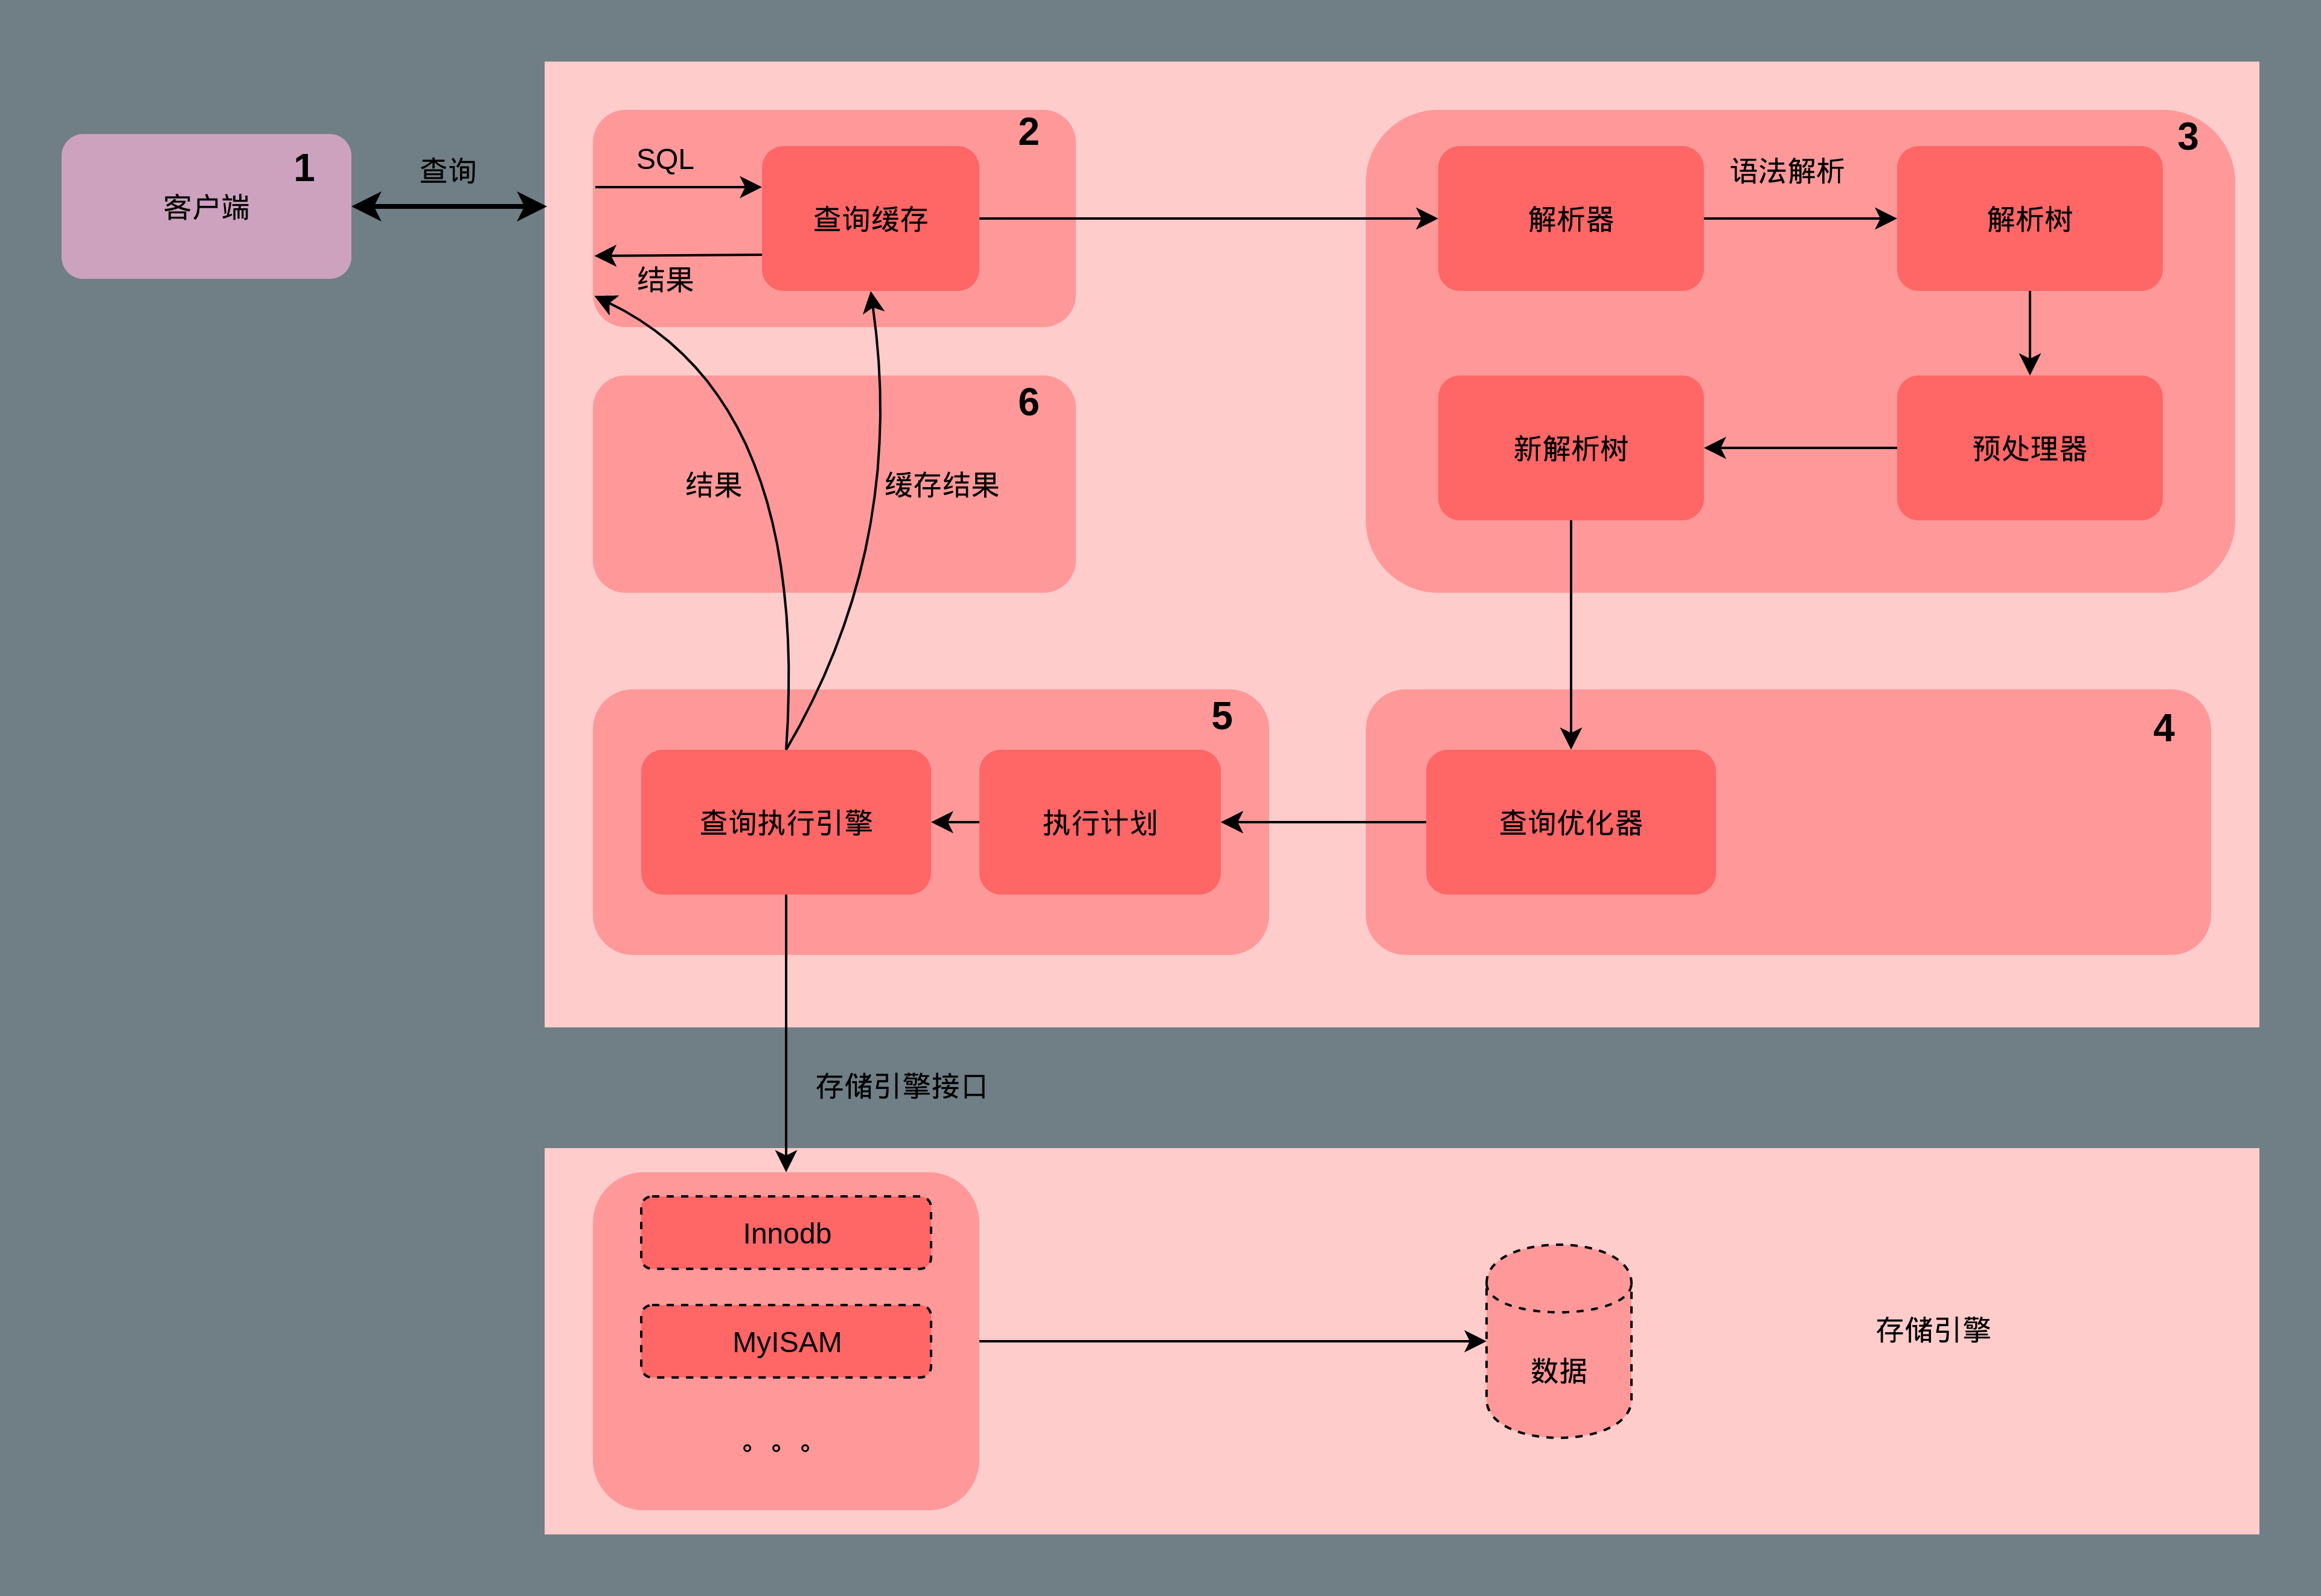 1
客户端
查询
2
SQL
查询缓存
结果
3
解析器
语法解析
解析树
预处理器
新解析树
6
结果
缓存结果
5
查询执行引擎
执行计划
4
查询优化器
存储引擎接口
Innodb
MyISAM
。。。
数据
存储引擎